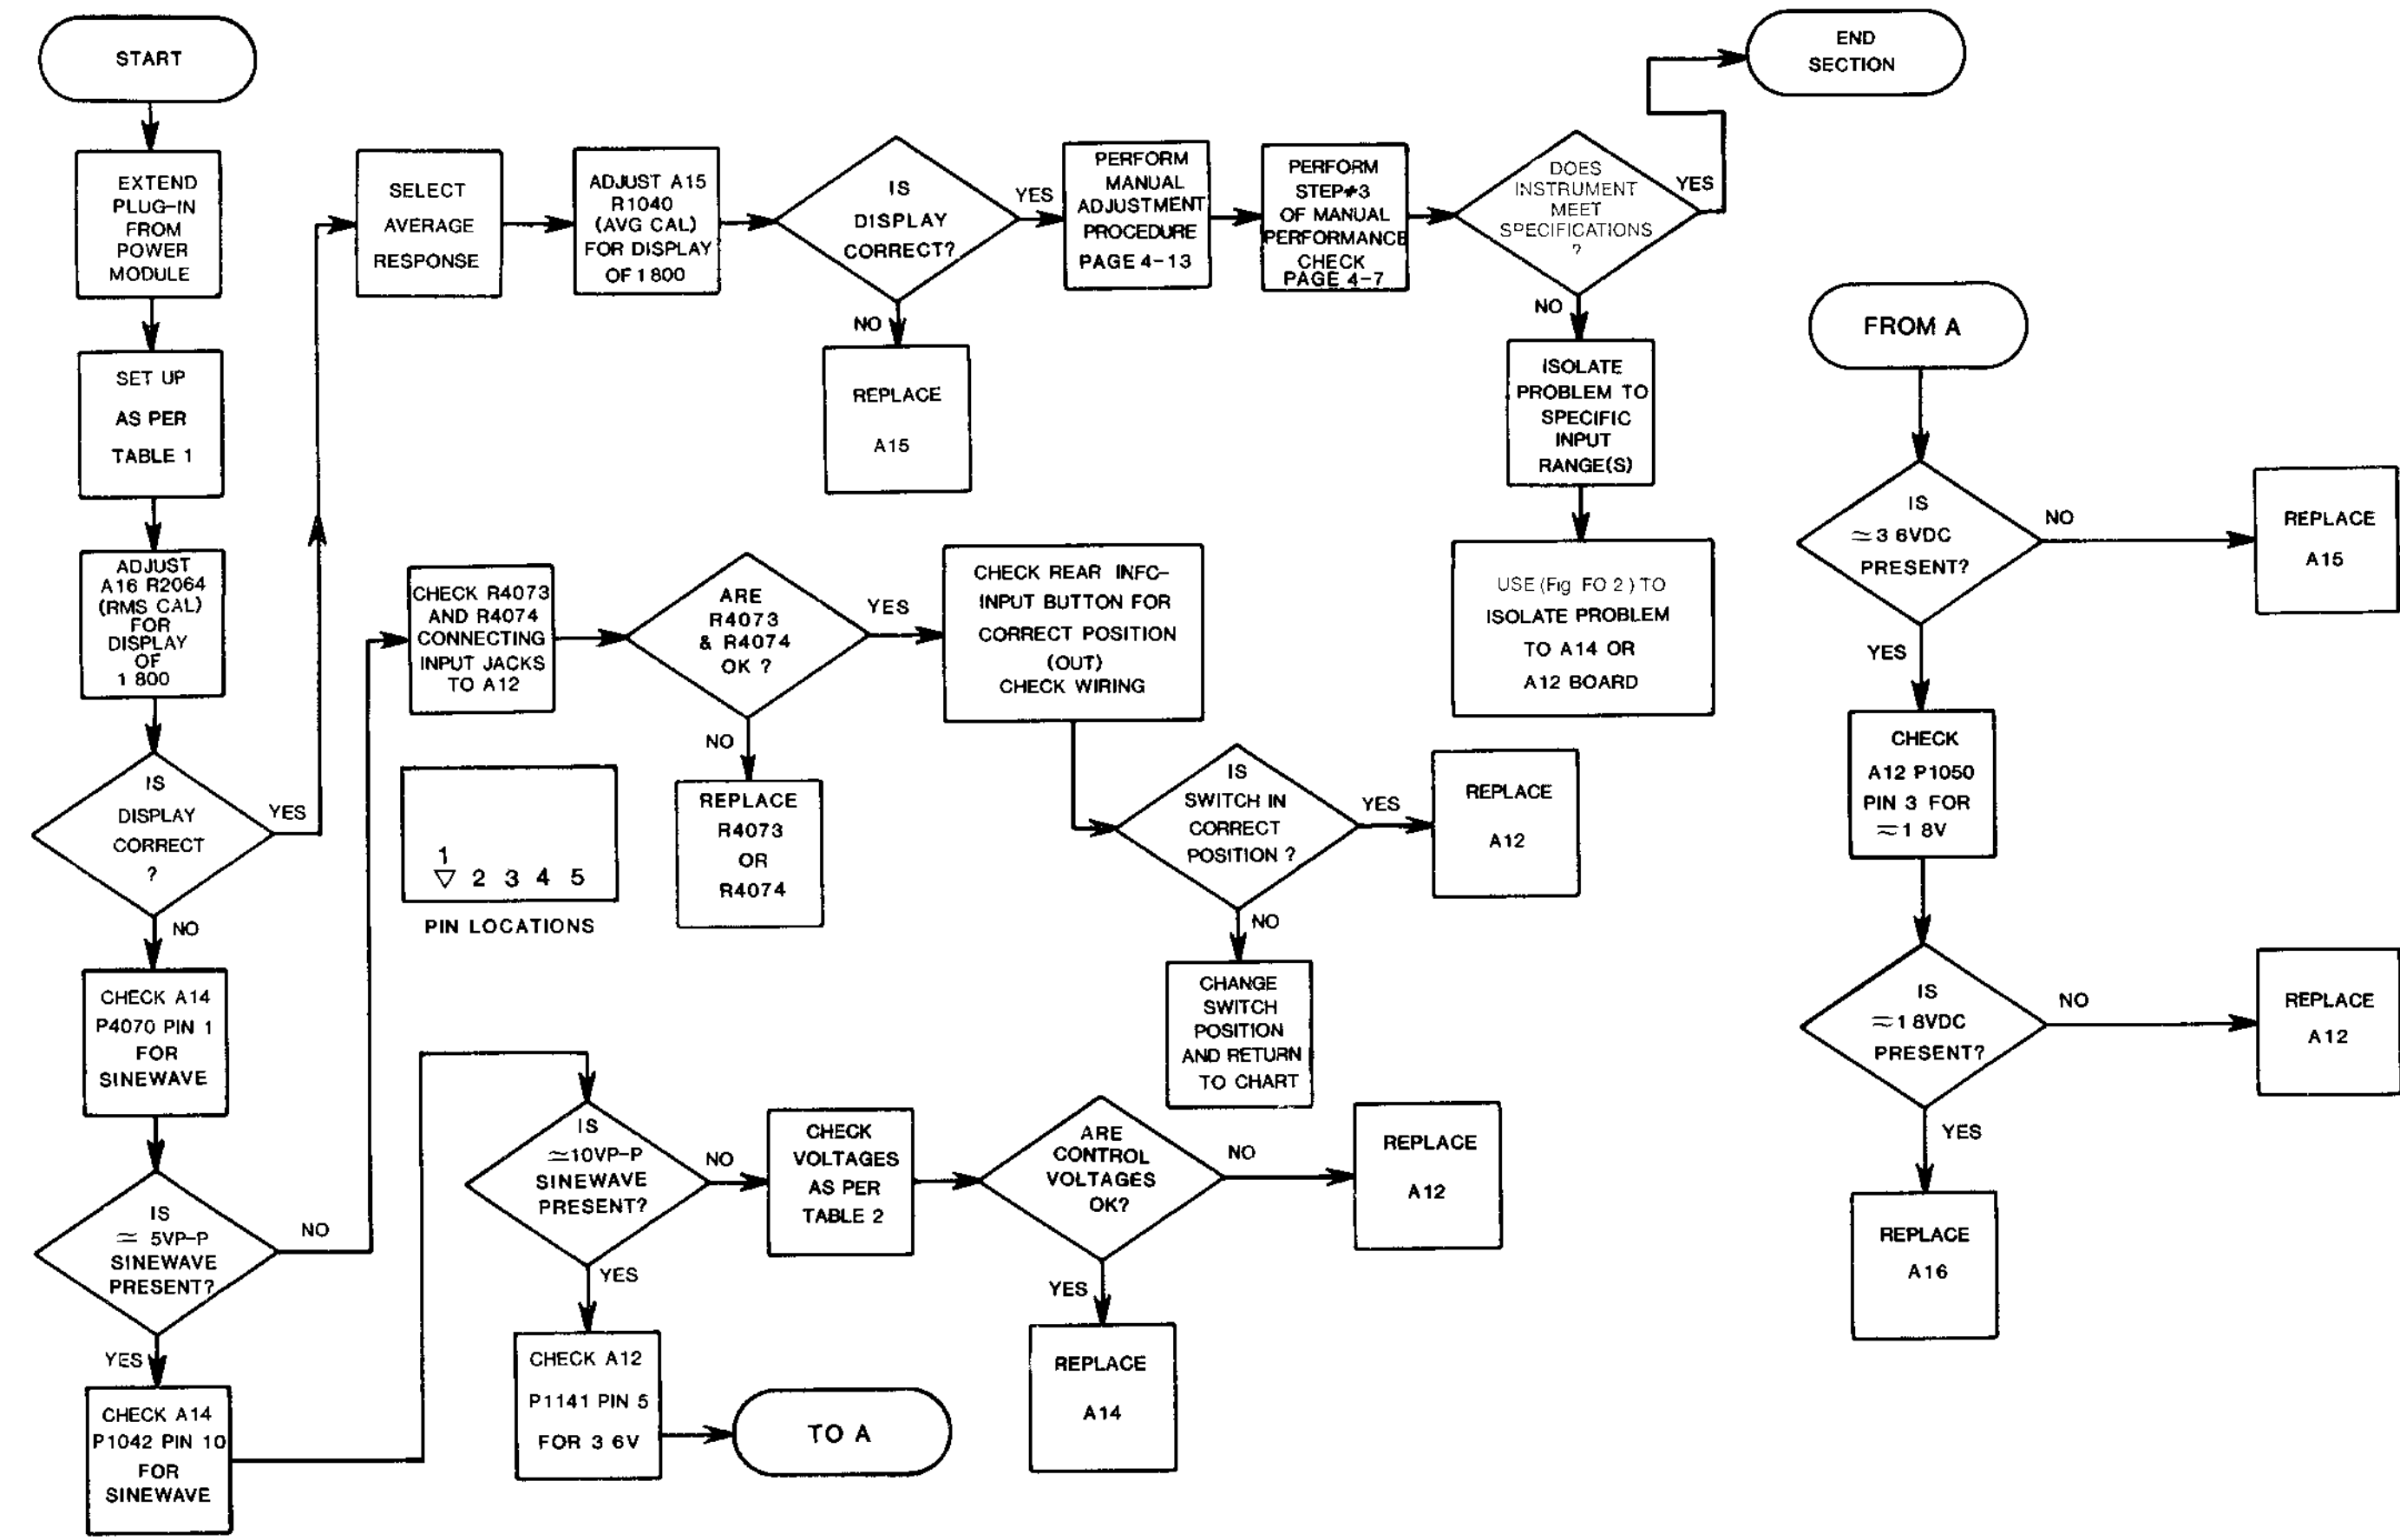 START
EXTEND
PLUG-IN
FROM
POWER
MODULE
SET UP
AS PER
TABLE 1
ADJUST
A16 R2064
(RMS CAL)
FOR
DISPLAY
OF
1 800
IS
DISPLAY
CORRECT
?
YES
NO
CHECK A14
P4070 PIN 1
FOR
SINEWAVE
IS
≃ 5VP-P
SINEWAVE
PRESENT?
NO
YES
CHECK A14
P1042 PIN 10
FOR
SINEWAVE
SELECT
AVERAGE
RESPONSE
ADJUST A15
R1040
(AVG CAL)
FOR DISPLAY
OF 1 800
IS
DISPLAY
CORRECT?
YES
NO
REPLACE
A15
PERFORM
MANUAL
ADJUSTMENT
PROCEDURE
PAGE 4-13
PERFORM
STEP#3
OF MANUAL
PERFORMANCE
CHECK
PAGE 4-7
DOES
INSTRUMENT
MEET
SPECIFICATIONS
?
YES
END
SECTION
NO
ISOLATE
PROBLEM TO
SPECIFIC
INPUT
RANGE(S)
USE (Fig FO 2) TO
ISOLATE PROBLEM
TO A14 OR
A12 BOARD
CHECK R4073
AND R4074
CONNECTING
INPUT JACKS
TO A12
ARE
R4073
& R4074
OK ?
YES
NO
REPLACE
R4073
OR
R4074
CHECK REAR INFC-
INPUT BUTTON FOR
CORRECT POSITION
(OUT)
CHECK WIRING
IS
SWITCH IN
CORRECT
POSITION ?
YES
REPLACE
A12
NO
CHANGE
SWITCH
POSITION
AND RETURN
TO CHART
1
▽ 2 3 4 5
PIN LOCATIONS
IS
≃10VP-P
SINEWAVE
PRESENT?
NO
YES
CHECK
VOLTAGES
AS PER
TABLE 2
ARE
CONTROL
VOLTAGES
OK?
NO
REPLACE
A12
YES
REPLACE
A14
CHECK A12
P1141 PIN 5
FOR 3 6V
TO A
FROM A
IS
≃3 6VDC
PRESENT?
NO
REPLACE
A15
YES
CHECK
A12 P1050
PIN 3 FOR
≃1 8V
IS
≃1 8VDC
PRESENT?
NO
REPLACE
A12
YES
REPLACE
A16